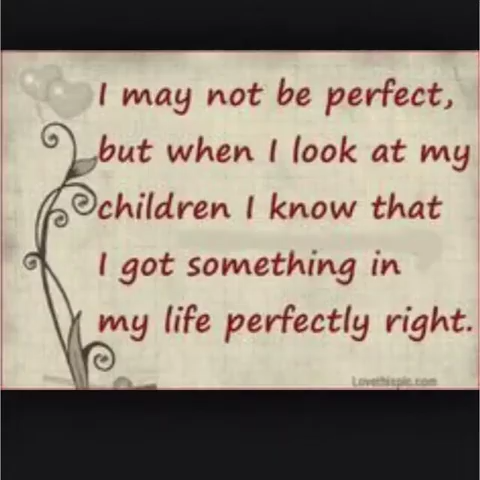 I may not be perfect,
but when I look at my
children I know that
I got something in
my life perfectly right.
Lovethispic.com